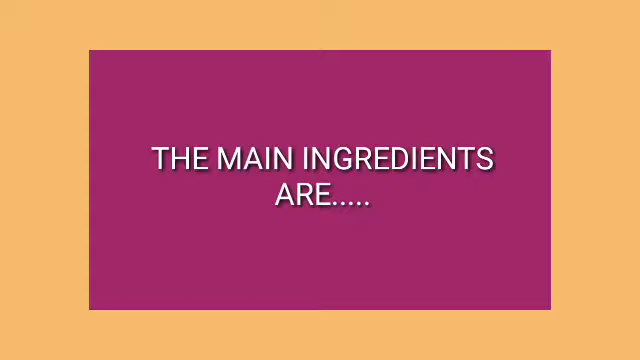 THE MAIN INGREDIENTS
ARE.....